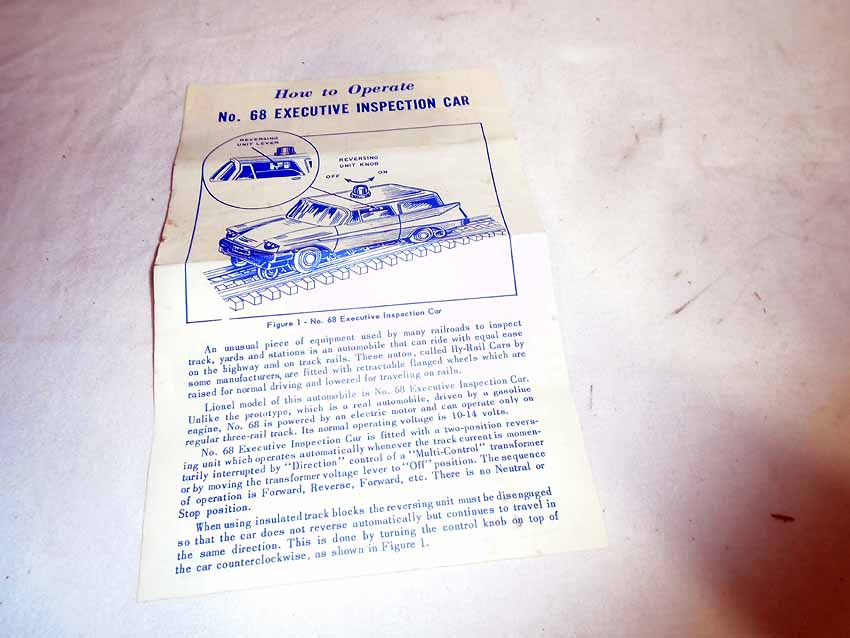 How to Operate
No. 68 EXECUTIVE INSPECTION CAR
REVERSING
UNIT LEVER
REVERSING
UNIT KNOB
OFF ON
Figure 1 - No. 68 Executive Inspection Car
An unusual piece of equipment used by many railroads to inspect
track, yards and stations is an automobile that can ride with equal ease
on the highway and on track rails. These autos, called Hy-Rail Cars by
some manufacturers, are fitted with retractable flanged wheels which are
raised for normal driving and lowered for traveling on rails.
Lionel model of this automobile is No. 68 Executive Inspection Car.
Unlike the prototype, which is a real automobile, driven by a gasoline
engine, No. 68 is powered by an electric motor and can operate only on
regular three-rail track. Its normal operating voltage is 10-14 volts.
No. 68 Executive Inspection Car is fitted with a two-position revers-
ing unit which operates automatically whenever the track current is momen-
tarily interrupted by "Direction" control of a "Multi-Control" transformer
or by moving the transformer voltage lever to "Off" position. The sequence
of operation is Forward, Reverse, Forward, etc. There is no Neutral or
Stop position.
When using insulated track blocks the reversing unit must be disengaged
so that the car does not reverse automatically but continues to travel in
the same direction. This is done by turning the control knob on top of
the car counterclockwise, as shown in Figure 1.